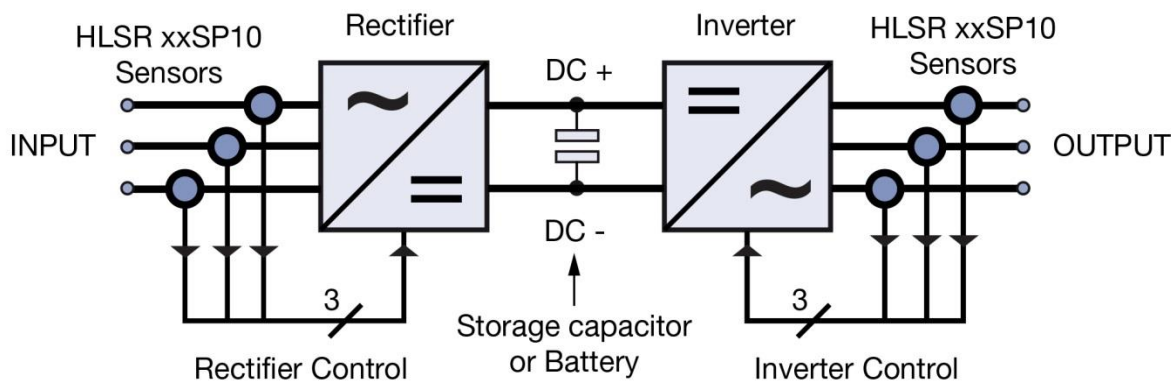 HLSR xxSP10
Sensors
Rectifier
Inverter
HLSR xxSP10
Sensors
DC +
INPUT
OUTPUT
DC -
3
3
Storage capacitor
or Battery
Rectifier Control
Inverter Control